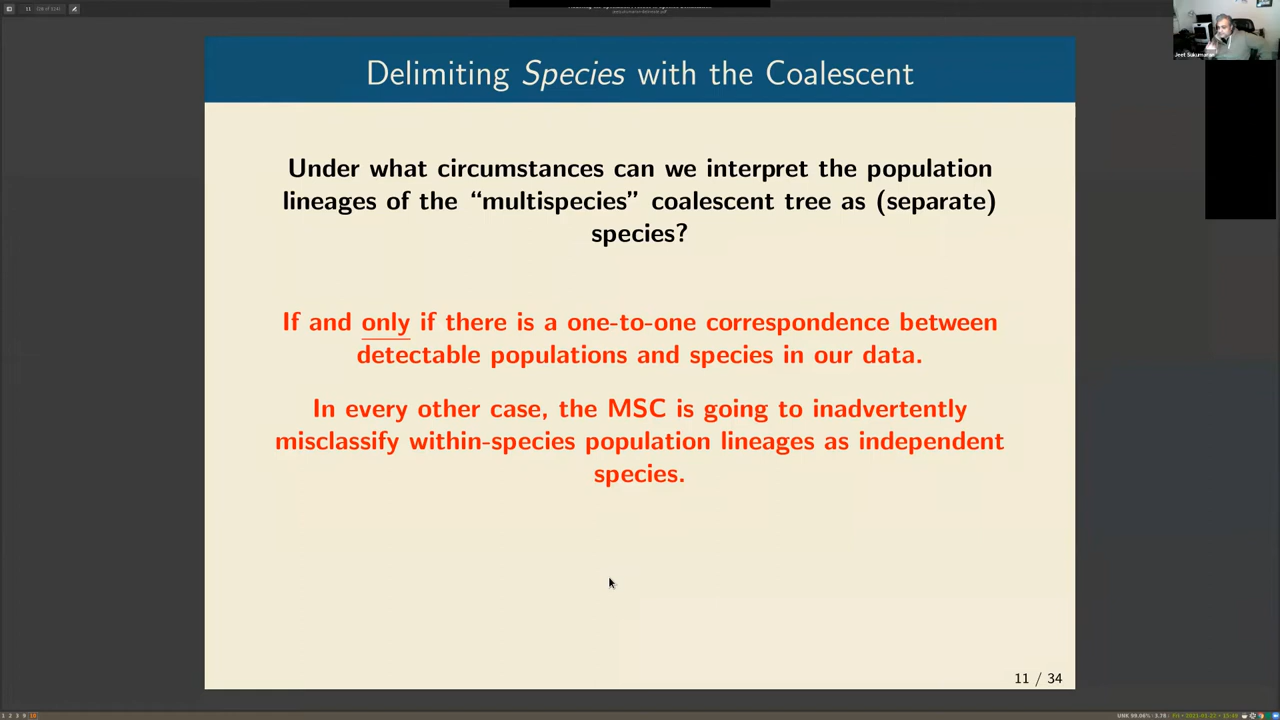 Delimiting Species with the Coalescent
Under what circumstances can we interpret the population
lineages of the “multispecies” coalescent tree as (separate)
species?
If and only if there is a one-to-one correspondence between
detectable populations and species in our data.
In every other case, the MSC is going to inadvertently
misclassify within-species population lineages as independent
species.
11 / 34
Jeet Sukumaran
11